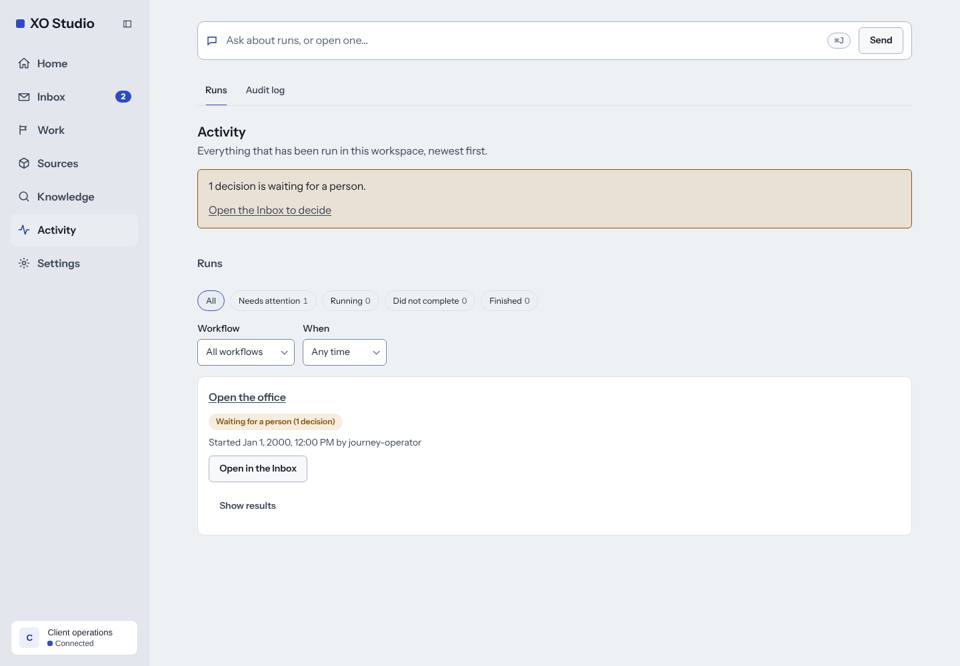 XO Studio
Home
Inbox 2
Work
Sources
Knowledge
Activity
Settings
C
Client operations
Connected
Ask about runs, or open one...
⌘J
Send
Runs
Audit log
Activity
Everything that has been run in this workspace, newest first.
1 decision is waiting for a person.
Open the Inbox to decide
Runs
All
Needs attention 1
Running 0
Did not complete 0
Finished 0
Workflow
When
All workflows
Any time
Open the office
Waiting for a person (1 decision)
Started Jan 1, 2000, 12:00 PM by journey-operator
Open in the Inbox
Show results